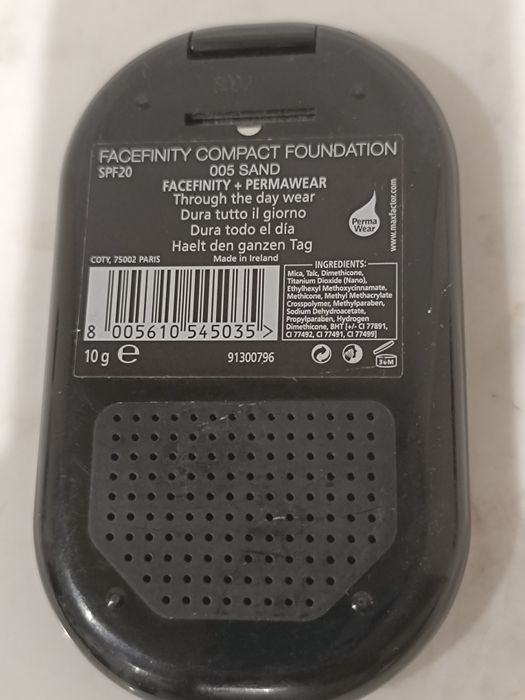 FACEFINITY COMPACT FOUNDATION
SPF20 005 SAND
FACEFINITY + PERMAWEAR
Through the day wear
Dura tutto il giorno
Dura todo el día
Haelt den ganzen Tag
Perma
Wear
www.maxfactor.com
COTY, 75002 PARIS Made in Ireland
INGREDIENTS:
Mica, Talc, Dimethicone,
Titanium Dioxide (Nano),
Ethylhexyl Methoxycinnamate,
Methicone, Methyl Methacrylate
Crosspolymer, Methylparaben,
Sodium Dehydroacetate,
Propylparaben, Hydrogen
Dimethicone, BHT [+/- CI 77891,
CI 77492, CI 77491, CI 77499]
8 005610 545035 >
10 g e 91300796
36M